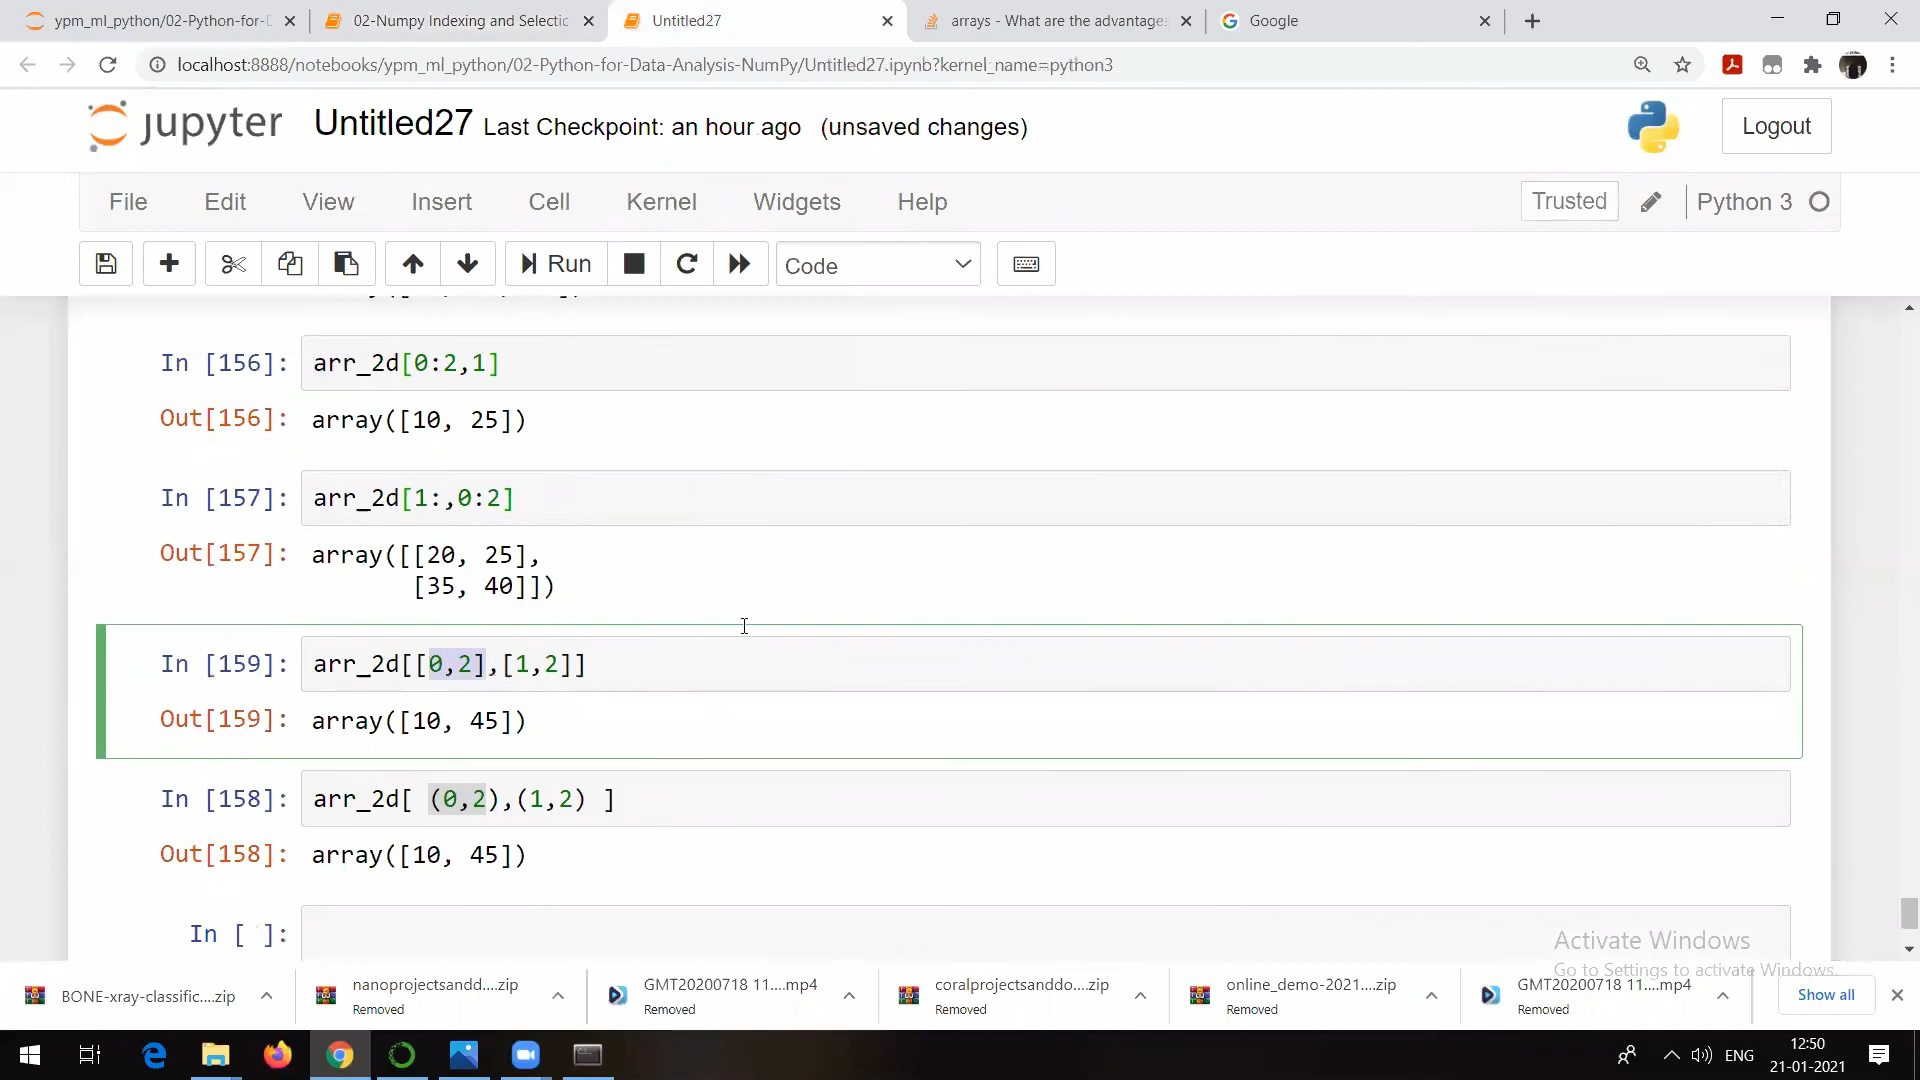 ypm_ml_python/02-Python-for-D
02-Numpy Indexing and Selectic
Untitled27
arrays - What are the advantage
Google
localhost:8888/notebooks/ypm_ml_python/02-Python-for-Data-Analysis-NumPy/Untitled27.ipynb?kernel_name=python3
jupyter Untitled27 Last Checkpoint: an hour ago (unsaved changes)
Logout
File Edit View Insert Cell Kernel Widgets Help
Trusted
Python 3
Run
Code
In [156]: arr_2d[0:2,1]
Out[156]: array([10, 25])
In [157]: arr_2d[1:,0:2]
Out[157]: array([[20, 25],
[35, 40]])
In [159]: arr_2d[[0,2],[1,2]]
Out[159]: array([10, 45])
In [158]: arr_2d[ (0,2),(1,2) ]
Out[158]: array([10, 45])
In [ ]:
Activate Windows
Go to Settings to activate Windows.
BONE-xray-classific....zip
nanoprojectsandd....zip
Removed
GMT20200718 11....mp4
Removed
coralprojectsanddo....zip
Removed
online_demo-2021....zip
Removed
GMT20200718 11....mp4
Removed
Show all
ENG
12:50
21-01-2021